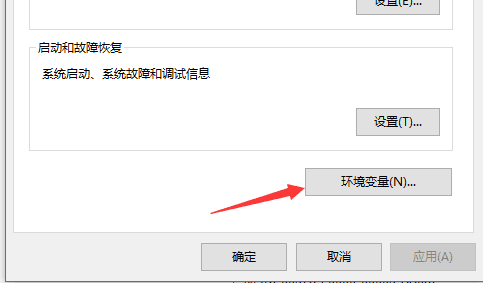 设置(E)...
启动和故障恢复
系统启动、系统故障和调试信息
设置(T)...
环境变量(N)...
确定
取消
应用(A)